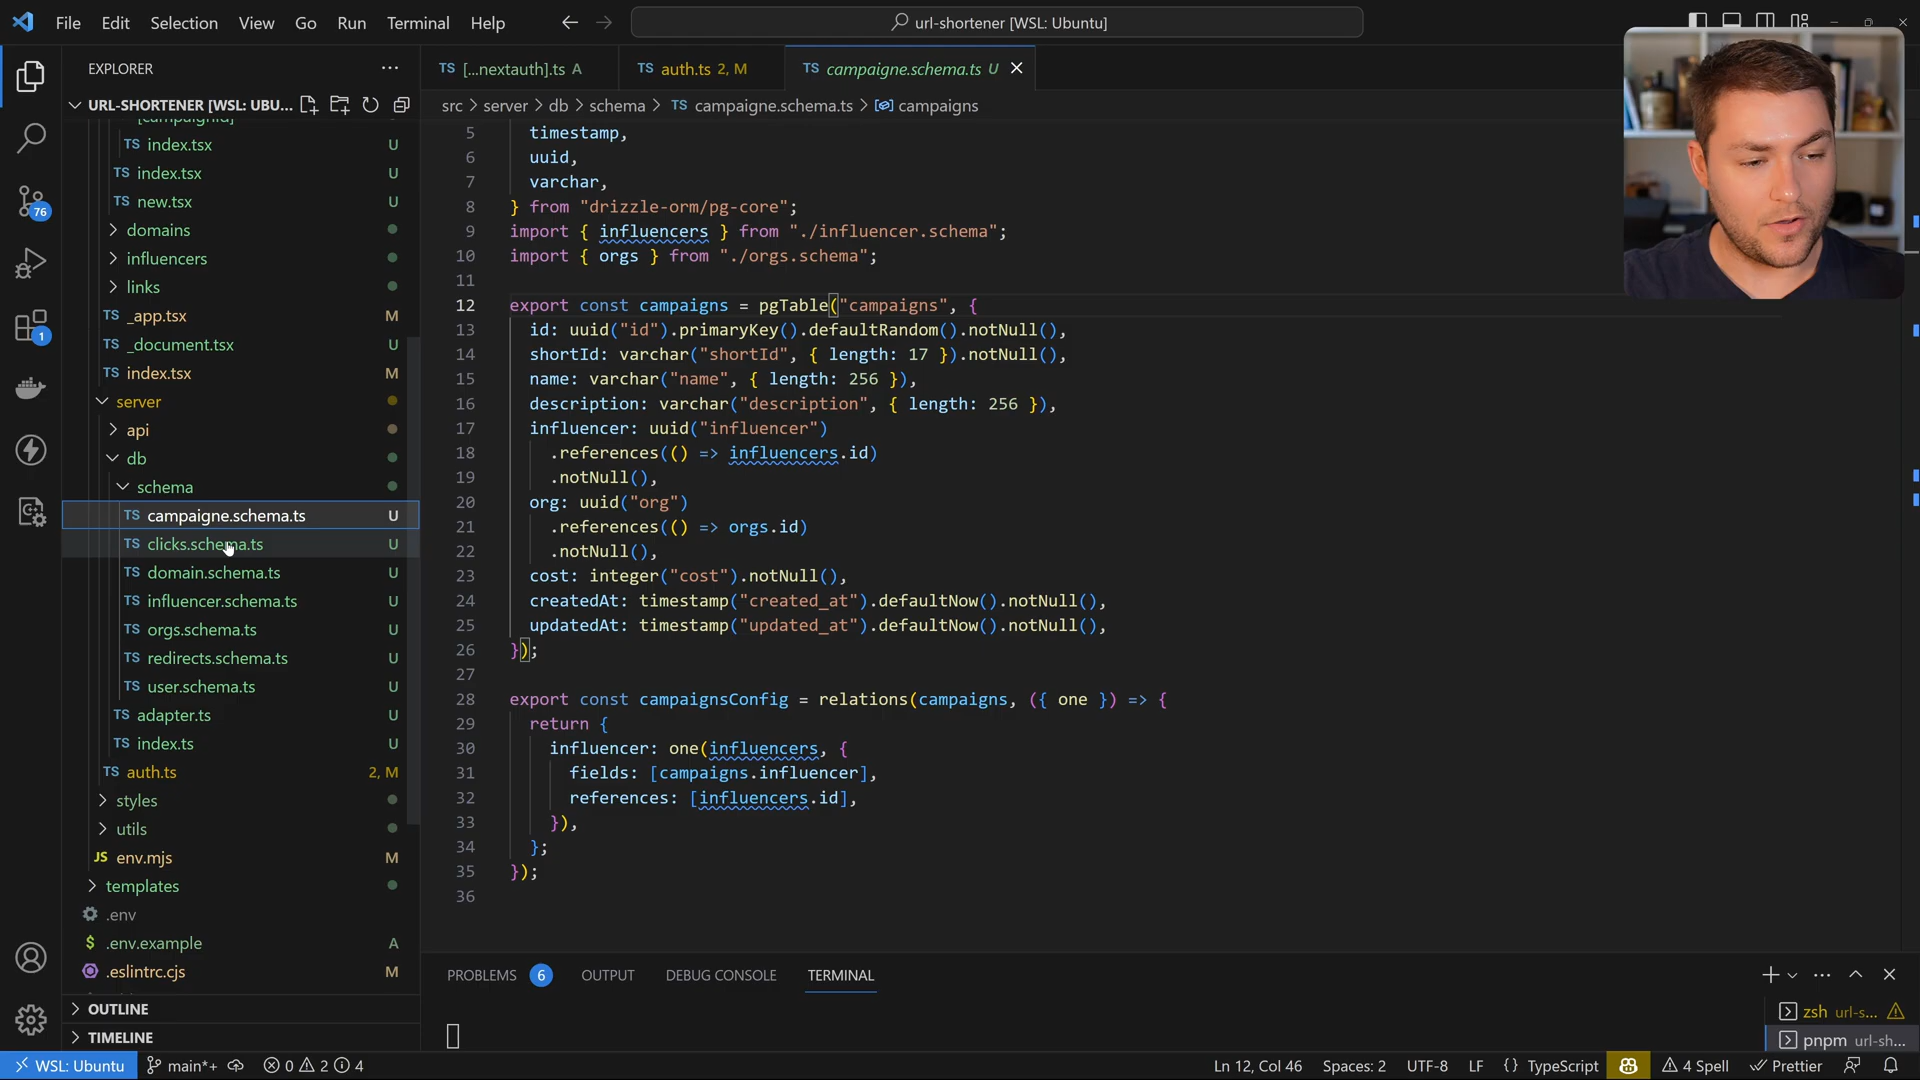 File Edit Selection View Go Run Terminal Help
url-shortener [WSL: Ubuntu]
EXPLORER
URL-SHORTENER [WSL: UBU...
[campaignId]
TS index.tsx U
TS index.tsx U
TS new.tsx U
domains
influencers
links
TS _app.tsx M
TS _document.tsx U
TS index.tsx M
server
api
db
schema
TS campaigne.schema.ts U
TS clicks.schema.ts U
TS domain.schema.ts U
TS influencer.schema.ts U
TS orgs.schema.ts U
TS redirects.schema.ts U
TS user.schema.ts U
TS adapter.ts U
TS index.ts U
TS auth.ts 2, M
styles
utils
JS env.mjs M
templates
.env
$ .env.example A
.eslintrc.cjs M
OUTLINE
TIMELINE
76
1
TS [...nextauth].ts A
TS auth.ts 2, M
TS campaigne.schema.ts U
src > server > db > schema > TS campaigne.schema.ts > campaigns
5 timestamp,
6 uuid,
7 varchar,
8 } from "drizzle-orm/pg-core";
9 import { influencers } from "./influencer.schema";
10 import { orgs } from "./orgs.schema";
11
12 export const campaigns = pgTable("campaigns", {
13 id: uuid("id").primaryKey().defaultRandom().notNull(),
14 shortId: varchar("shortId", { length: 17 }).notNull(),
15 name: varchar("name", { length: 256 }),
16 description: varchar("description", { length: 256 }),
17 influencer: uuid("influencer")
18 .references(() => influencers.id)
19 .notNull(),
20 org: uuid("org")
21 .references(() => orgs.id)
22 .notNull(),
23 cost: integer("cost").notNull(),
24 createdAt: timestamp("created_at").defaultNow().notNull(),
25 updatedAt: timestamp("updated_at").defaultNow().notNull(),
26 });
27
28 export const campaignsConfig = relations(campaigns, ({ one }) => {
29 return {
30 influencer: one(influencers, {
31 fields: [campaigns.influencer],
32 references: [influencers.id],
33 }),
34 };
35 });
36
PROBLEMS 6 OUTPUT DEBUG CONSOLE TERMINAL
zsh url-s...
pnpm url-sh...
WSL: Ubuntu main*+ 0 2 4
Ln 12, Col 46 Spaces: 2 UTF-8 LF {} TypeScript 4 Spell Prettier